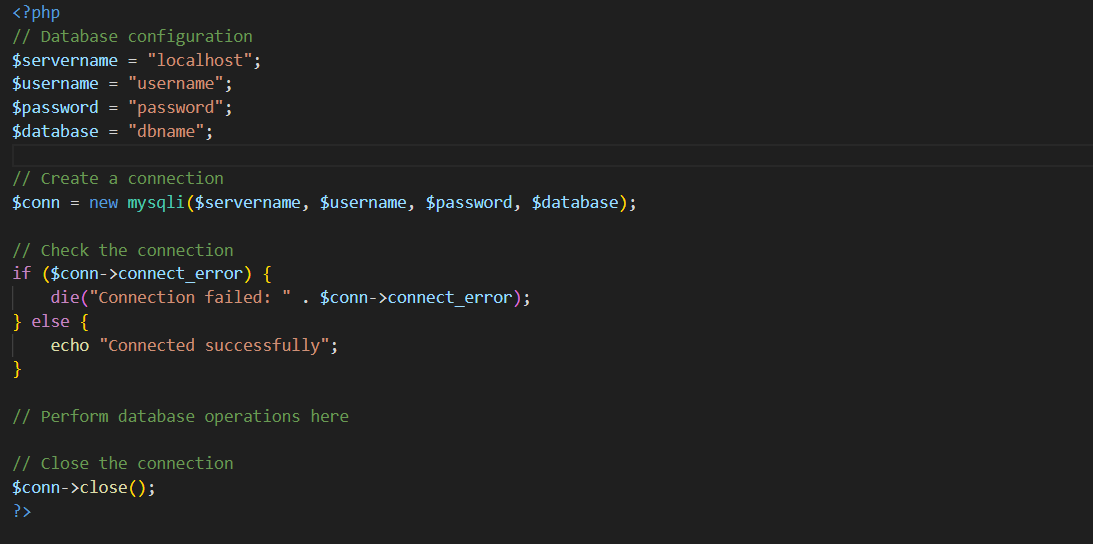 <?php
// Database configuration
$servername = "localhost";
$username = "username";
$password = "password";
$database = "dbname";
// Create a connection
$conn = new mysqli($servername, $username, $password, $database);
// Check the connection
if ($conn->connect_error) {
    die("Connection failed: " . $conn->connect_error);
} else {
    echo "Connected successfully";
}
// Perform database operations here
// Close the connection
$conn->close();
?>